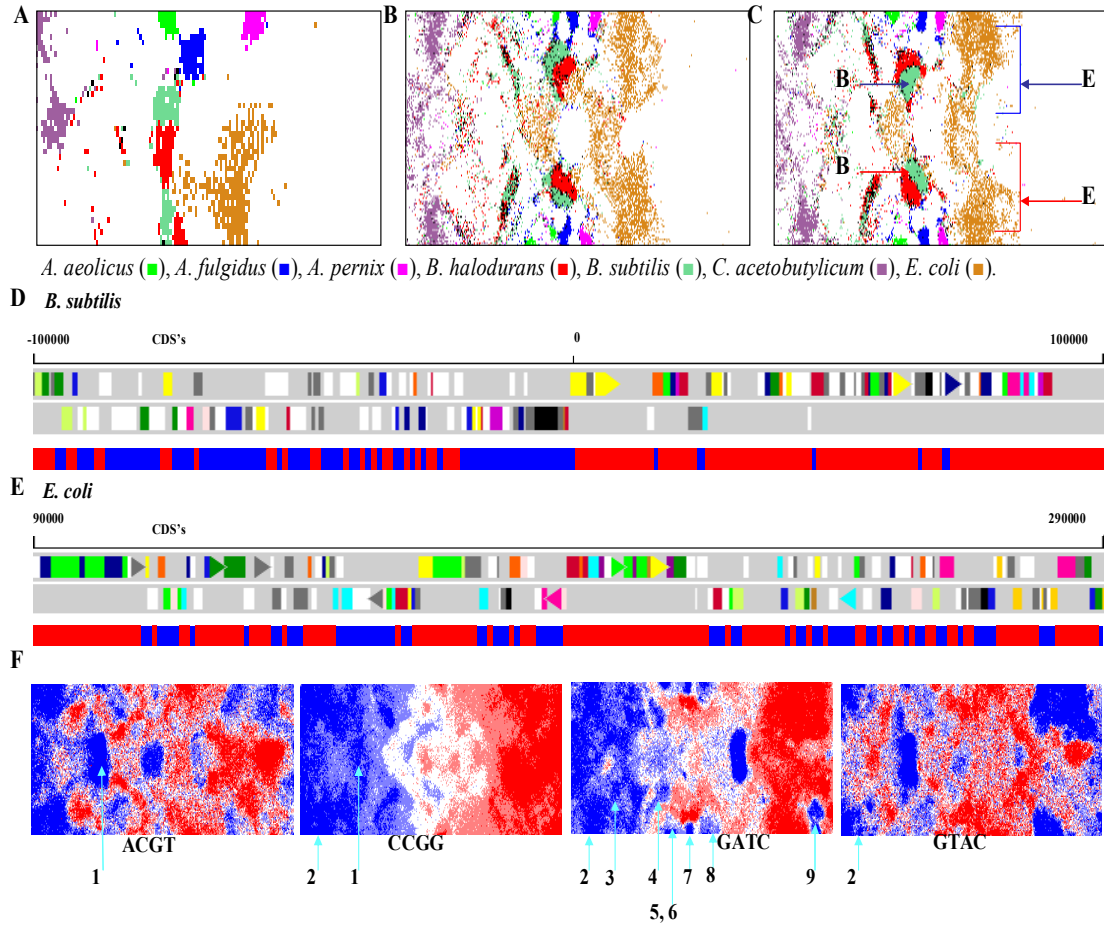 A B C
B E
B E
A. aeolicus (■), A. fulgidus (■), A. pernix (■), B. halodurans (■), B. subtilis (■), C. acetobutylicum (■), E. coli (■).
D B. subtilis
-100000 CDS's 0 100000
E E. coli
90000 CDS's 290000
F
ACGT CCGG GATC GTAC
1 2 1 2 3 4 7 8 9 2
5, 6